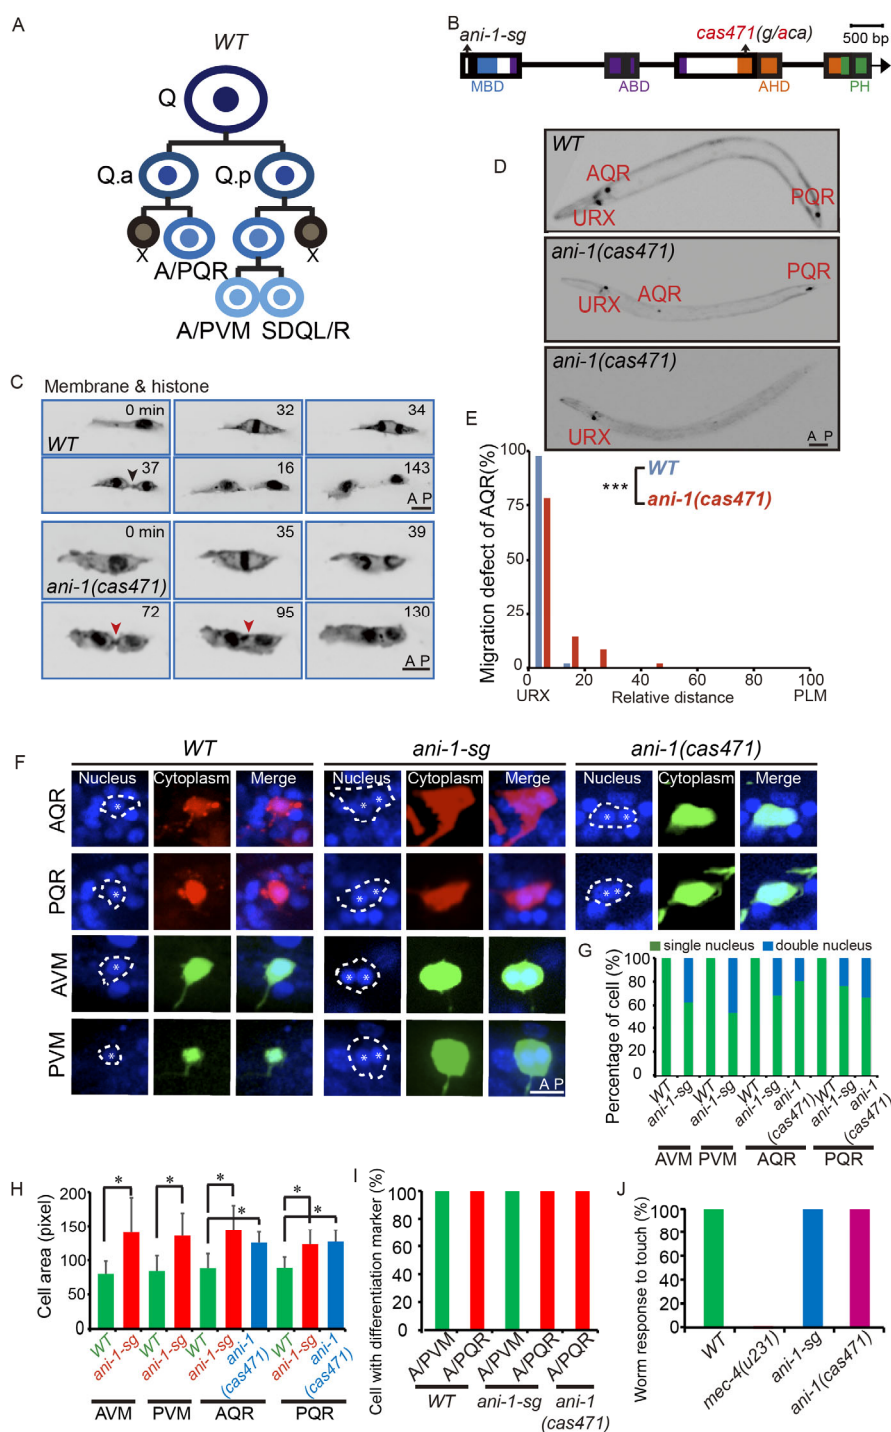 A
WT
Q
Q.a
Q.p
X
X
A/PQR
A/PVM SDQL/R
B
ani-1-sg
cas471(g/aca)
500 bp
MBD
ABD
AHD
PH
C
Membrane & histone
0 min
32
34
WT
37
16
143
A P
0 min
35
39
ani-1(cas471)
72
95
130
A P
D
WT
AQR
URX
PQR
ani-1(cas471)
PQR
URX
AQR
ani-1(cas471)
URX
A P
E
Migration defect of AQR(%)
100
75
50
25
0
WT
***
ani-1(cas471)
0 20 40 60 80 100
URX
Relative distance
PLM
F
WT
ani-1-sg
ani-1(cas471)
Nucleus Cytoplasm Merge
Nucleus Cytoplasm Merge
Nucleus Cytoplasm Merge
AQR
* * * * *
PQR
* * * * *
AVM
* * *
PVM
* * *
A P
G
single nucleus
double nucleus
Percentage of cell (%)
100
80
60
40
20
0
WT
ani-1-sg
WT
ani-1-sg
WT
ani-1-sg
ani-1
(cas471)
WT
ani-1-sg
ani-1
(cas471)
AVM
PVM
AQR
PQR
H
Cell area (pixel)
200
150
100
50
0
* * * * * *
WT
ani-1-sg
WT
ani-1-sg
WT
ani-1-sg
ani-1
(cas471)
WT
ani-1-sg
ani-1
(cas471)
AVM
PVM
AQR
PQR
I
Cell with differentiation marker (%)
100
80
60
40
20
0
A/PVM
A/PQR
A/PVM
A/PQR
A/PQR
WT
ani-1-sg
ani-1
(cas471)
J
Worm response to touch (%)
100
80
60
40
20
0
WT
mec-4(u231)
ani-1-sg
ani-1(cas471)